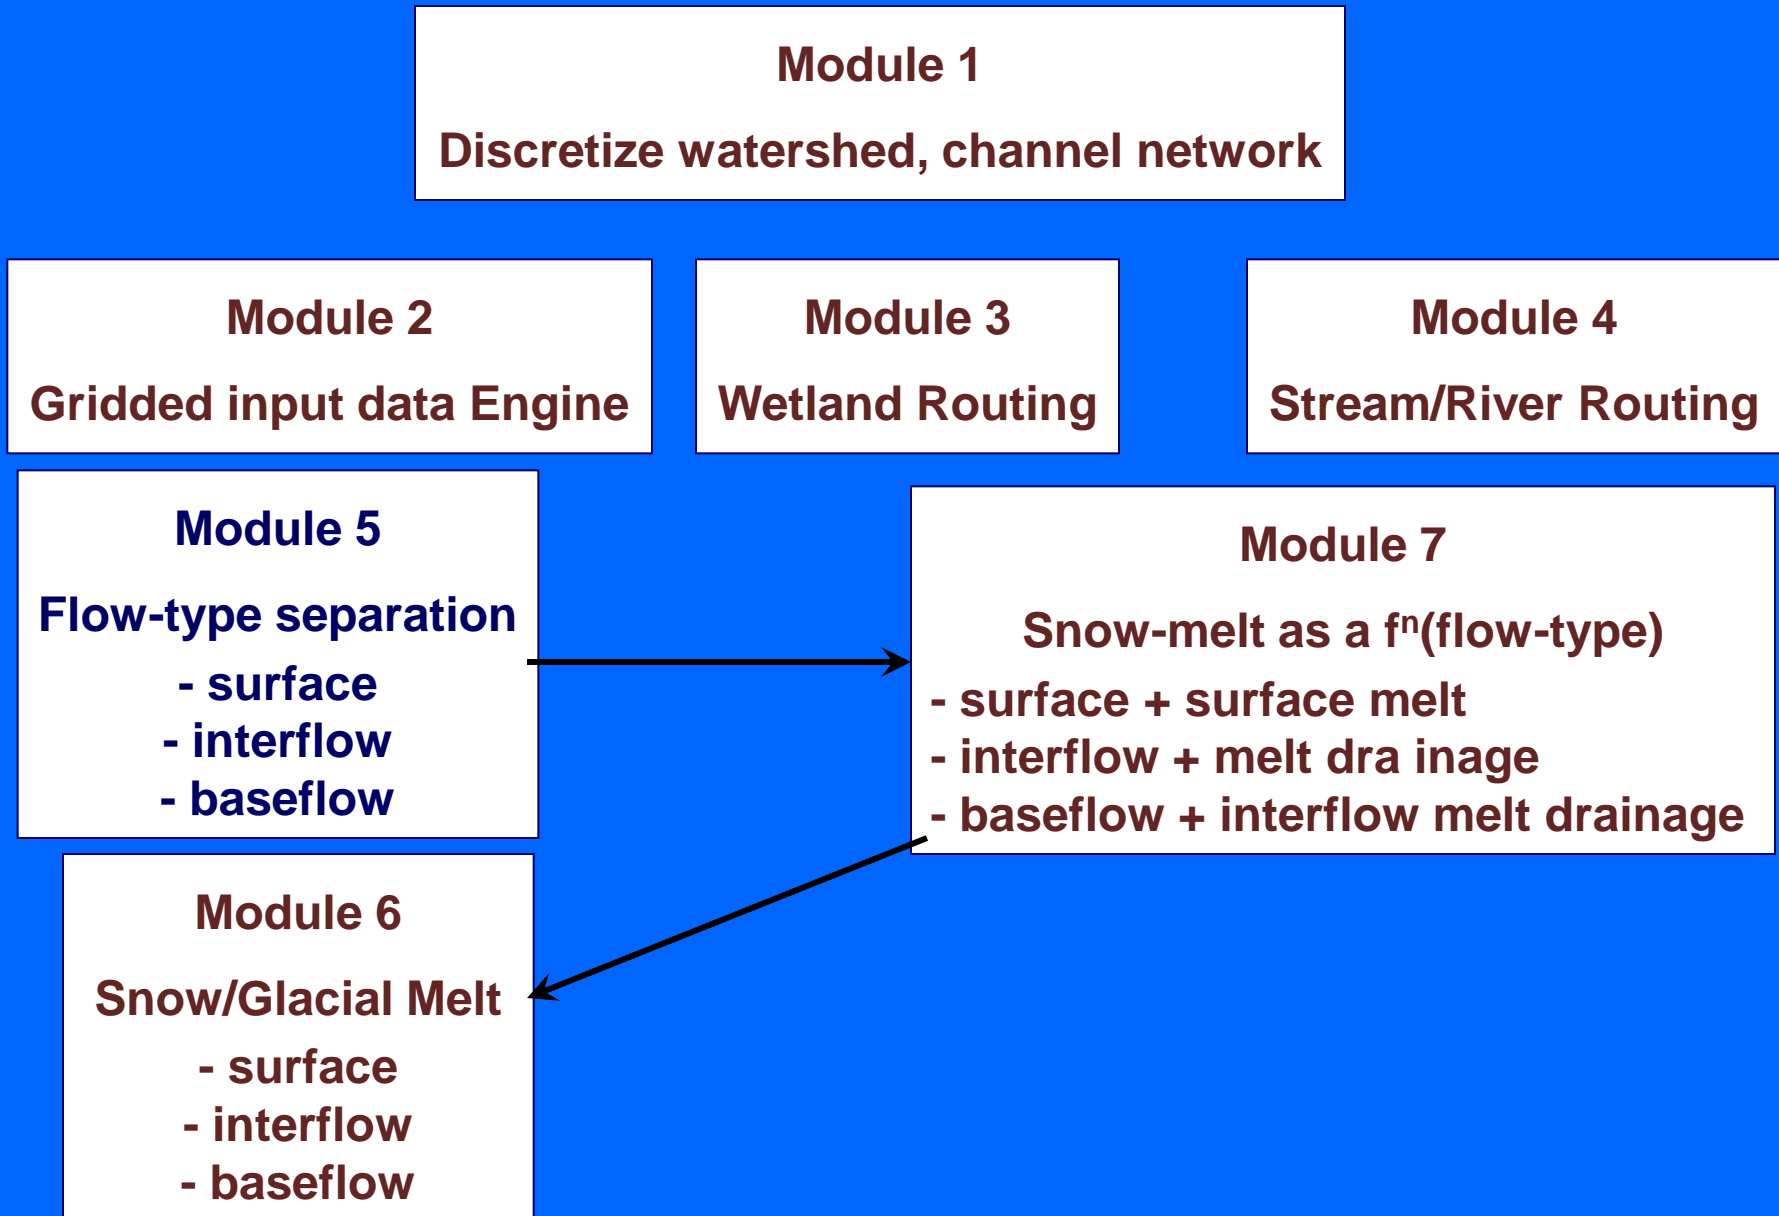 Module 1
Discretize watershed, channel network
Module 2
Gridded input data Engine
Module 3
Wetland Routing
Module 4
Stream/River Routing
Module 5
Flow-type separation
- surface
- interflow
- baseflow
Module 7
Snow-melt as a fⁿ(flow-type)
- surface + surface melt
- interflow + melt dra inage
- baseflow + interflow melt drainage
Module 6
Snow/Glacial Melt
- surface
- interflow
- baseflow